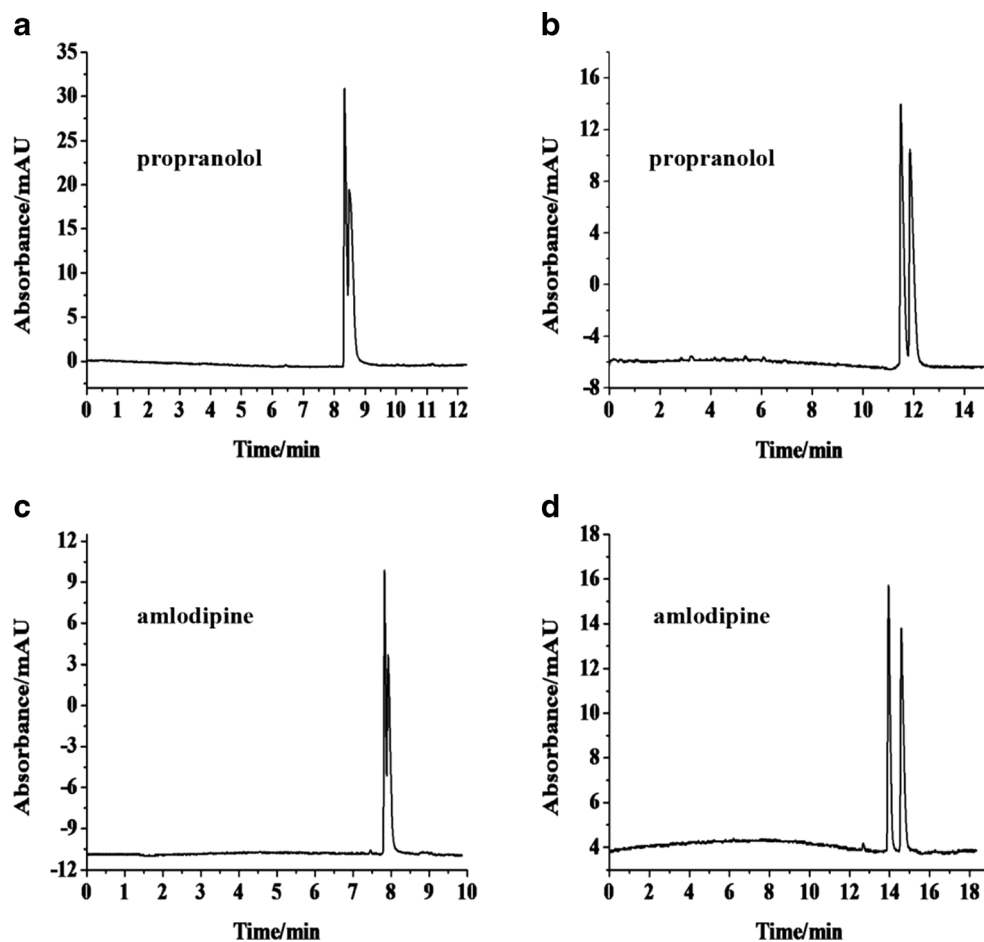 a
35
30
25
20
15
10
5
0
Absorbance/mAU
propranolol
0 1 2 3 4 5 6 7 8 9 10 11 12
Time/min
b
16
12
8
4
0
-4
-8
Absorbance/mAU
propranolol
0 2 4 6 8 10 12 14
Time/min
c
12
9
6
3
0
-3
-6
-9
-12
Absorbance/mAU
amlodipine
0 1 2 3 4 5 6 7 8 9 10
Time/min
d
18
16
14
12
10
8
6
4
Absorbance/mAU
amlodipine
0 2 4 6 8 10 12 14 16 18
Time/min